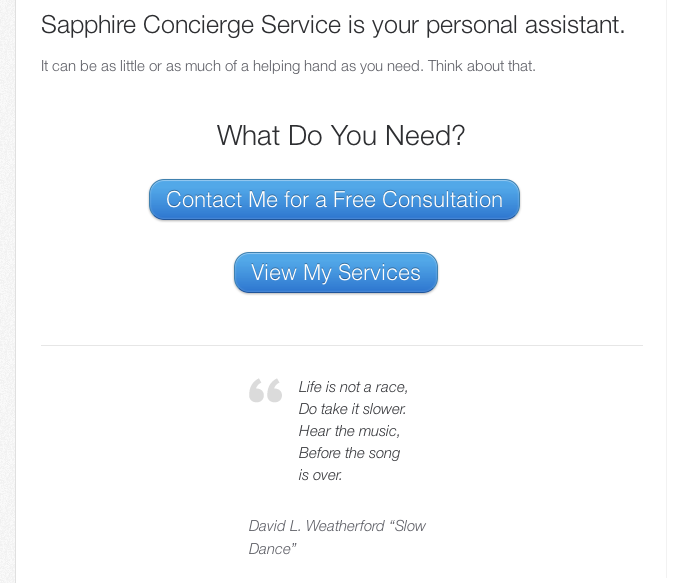 Sapphire Concierge Service is your personal assistant.
It can be as little or as much of a helping hand as you need. Think about that.
What Do You Need?
Contact Me for a Free Consultation
View My Services
Life is not a race,
Do take it slower.
Hear the music,
Before the song
is over.
David L. Weatherford “Slow
Dance”